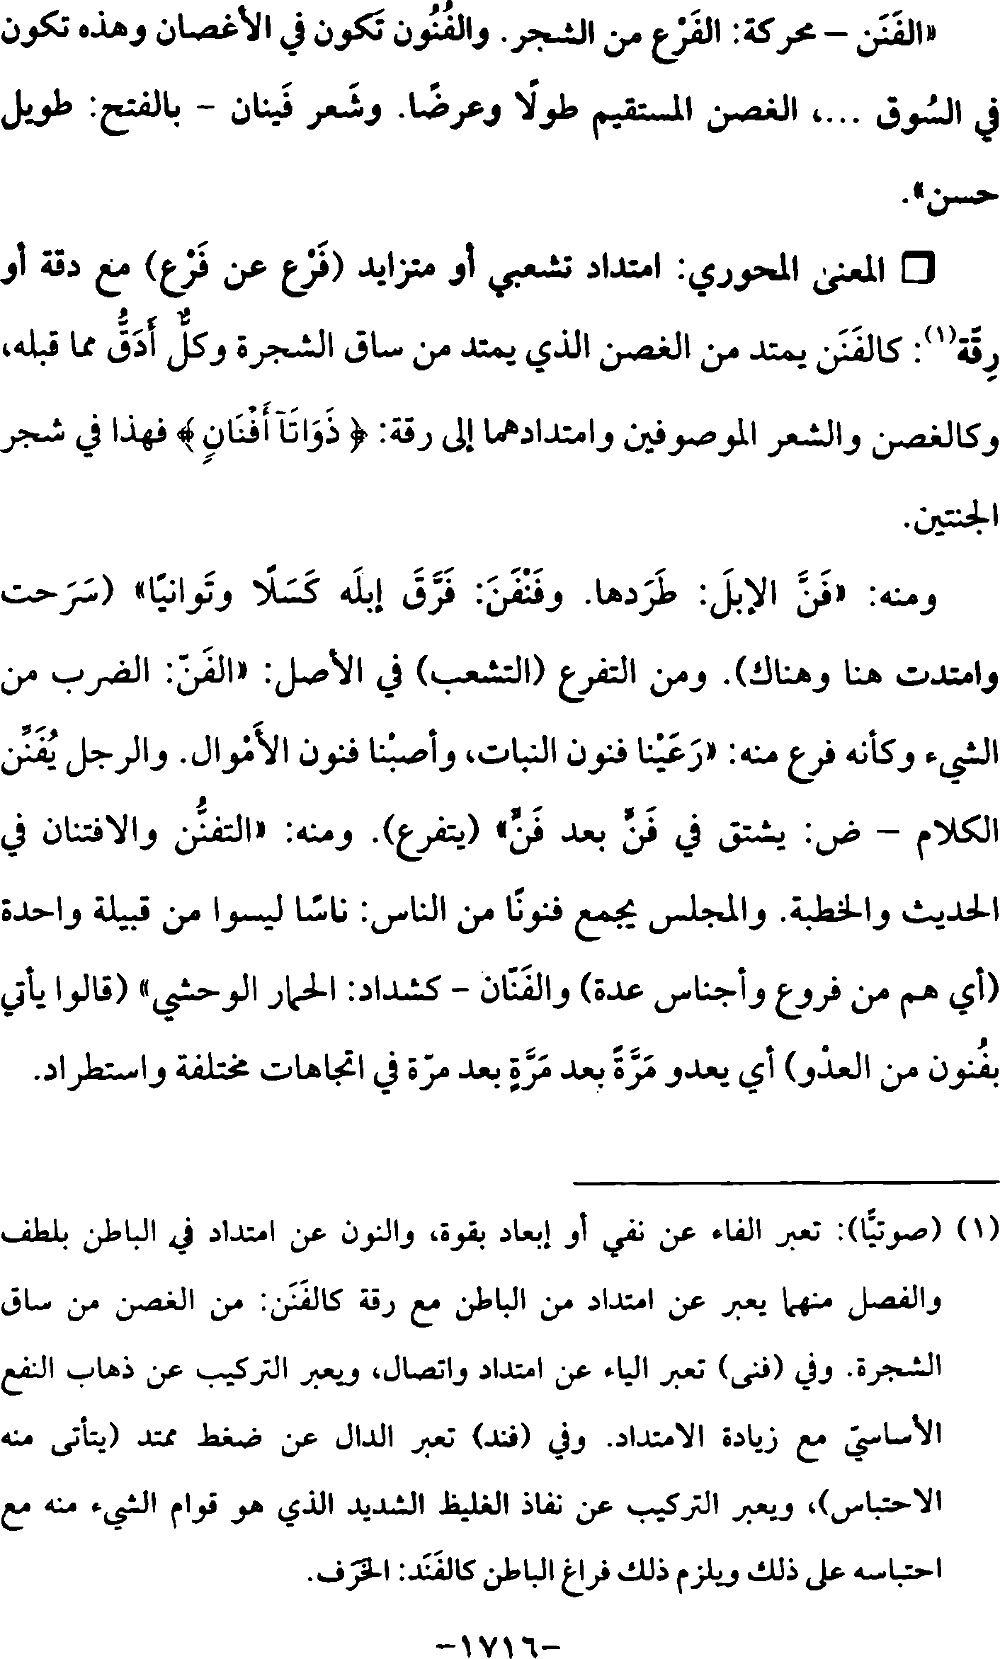 «الفَنَن – محركة: الفَرْع من الشجر. والفُنُون تَكون في الأغصان وهذه تكون
في السُوق ...، الغصن المستقيم طولًا وعرضًا. وشَعر فَينان – بالفتح: طويل
حسن».
□ المعنى المحوري: امتداد تشعبي أو متزايد (فَرْع عن فَرْع) مع دقة أو
رِقَّة(١): كالفَنَن يمتد من الغصن الذي يمتد من ساق الشجرة وكلٌّ أَدَقُّ مما قبله،
وكالغصن والشعر الموصوفين وامتدادهما إلى رقة: ﴿ ذَوَاتَآ أَفْنَانٍ ﴾ فهذا في شجر
الجنتين.
ومنه: «فَنَّ الإبلَ: طَرَدها. وفَنْفَنَ: فَرَّقَ إبلَه كَسَلًا وتَوانيًا» (سَرَحت
وامتدت هنا وهناك). ومن التفرع (التشعب) في الأصل: «الفَنّ: الضرب من
الشيء وكأنه فرع منه: «رَعَيْنا فنون النبات، وأصبْنا فنون الأَمْوال. والرجل يُفَنِّن
الكلام – ض: يشتق في فَنٍّ بعد فَنٍّ» (يتفرع). ومنه: «التفنُّن والافتنان في
الحديث والخطبة. والمجلس يجمع فنونًا من الناس: ناسًا ليسوا من قبيلة واحدة
(أي هم من فروع وأجناس عدة) والفَنّان – كشداد: الحمار الوحشي» (قالوا يأتي
بفُنون من العدْو) أي يعدو مَرَّةً بعد مَرَّةٍ بعد مرّة في اتجاهات مختلفة واستطراد.
(١) (صوتيًّا): تعبر الفاء عن نفي أو إبعاد بقوة، والنون عن امتداد في الباطن بلطف
والفصل منهما يعبر عن امتداد من الباطن مع رقة كالفَنَن: من الغصن من ساق
الشجرة. وفي (فنى) تعبر الياء عن امتداد واتصال، ويعبر التركيب عن ذهاب النفع
الأساسيّ مع زيادة الامتداد. وفي (فند) تعبر الدال عن ضغط ممتد (يتأتى منه
الاحتباس)، ويعبر التركيب عن نفاذ الغليظ الشديد الذي هو قوام الشيء منه مع
احتباسه على ذلك ويلزم ذلك فراغ الباطن كالفَنَد: الخَرَف.
-١٧١٦-